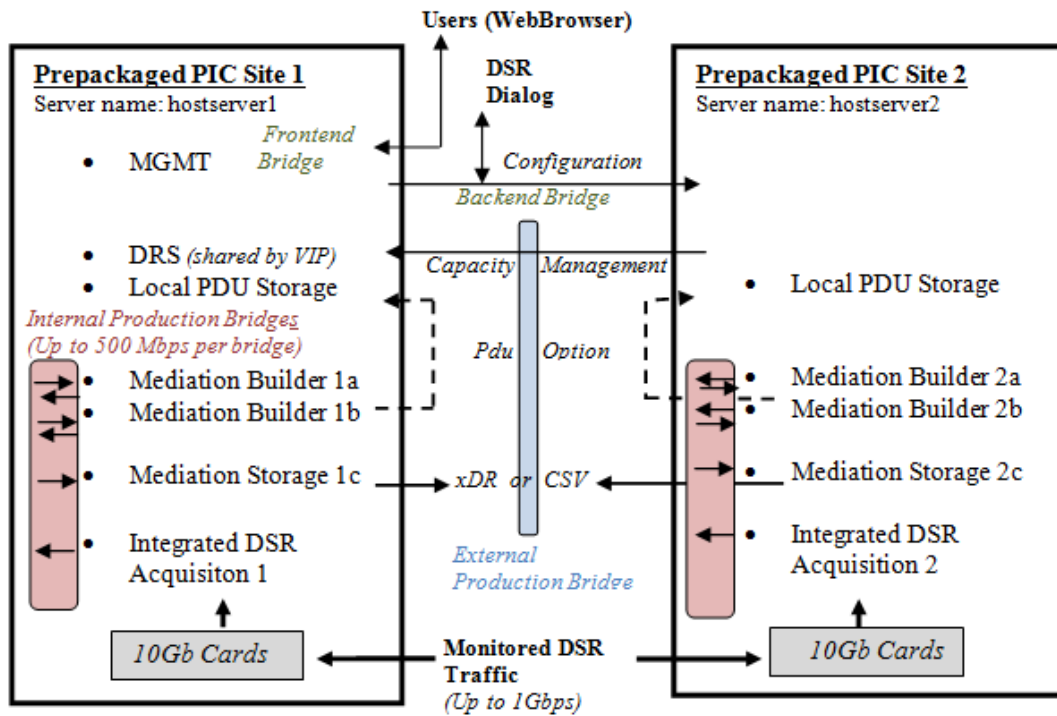 Users (WebBrowser)
Prepackaged PIC Site 1
Server name: hostserver1
Frontend
Bridge
• MGMT
DSR
Dialog
Configuration
Backend Bridge
• DRS (shared by VIP)
• Local PDU Storage
Capacity Management
Internal Production Bridges
(Up to 500 Mbps per bridge)
Pdu Option
• Mediation Builder 1a
• Mediation Builder 1b
• Mediation Storage 1c
xDR or CSV
• Integrated DSR
Acquisiton 1
External
Production Bridge
10Gb Cards
Monitored DSR
Traffic
(Up to 1Gbps)
Prepackaged PIC Site 2
Server name: hostserver2
• Local PDU Storage
• Mediation Builder 2a
• Mediation Builder 2b
• Mediation Storage 2c
• Integrated DSR
Acquisition 2
10Gb Cards